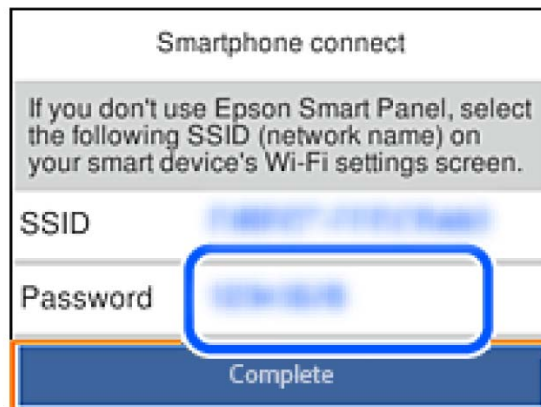 Smartphone connect
If you don't use Epson Smart Panel, select
the following SSID (network name) on
your smart device's Wi-Fi settings screen.
SSID
Password
Complete